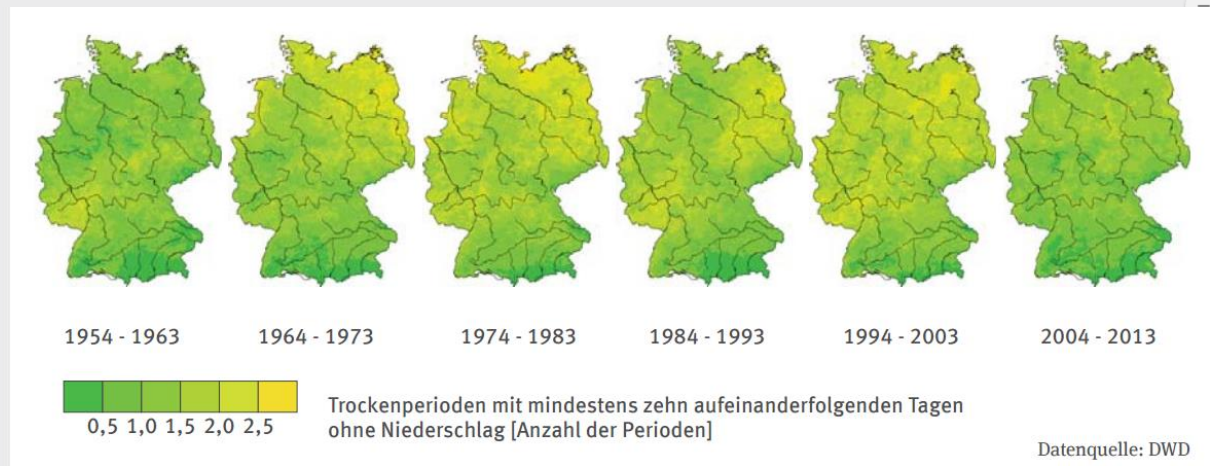 1954 - 1963 1964 - 1973 1974 - 1983 1984 - 1993 1994 - 2003 2004 - 2013
0,5 1,0 1,5 2,0 2,5
Trockenperioden mit mindestens zehn aufeinanderfolgenden Tagen
ohne Niederschlag [Anzahl der Perioden]
Datenquelle: DWD